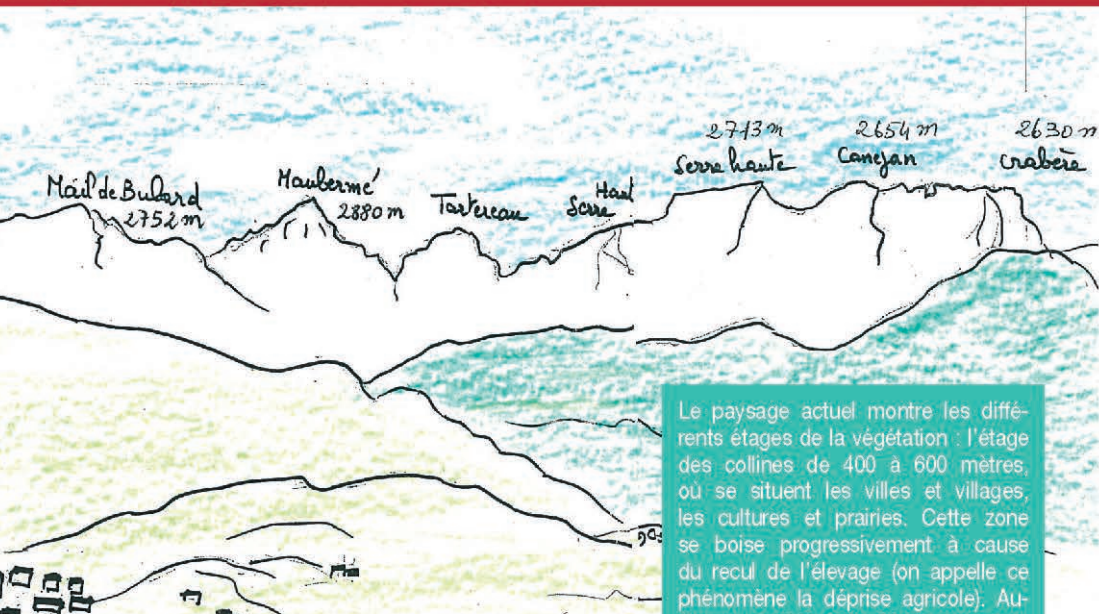 2713 m
2654 m
2630 m
Serre haute
Canejan
Crabère
Mail de Bulard
2752 m
Maubermé
2880 m
Tartereau
Haut
Serre
Le paysage actuel montre les diffé-
rents étages de la végétation : l'étage
des collines de 400 à 600 mètres,
où se situent les villes et villages,
les cultures et prairies. Cette zone
se boise progressivement à cause
du recul de l'élevage (on appelle ce
phénomène la déprise agricole). Au-